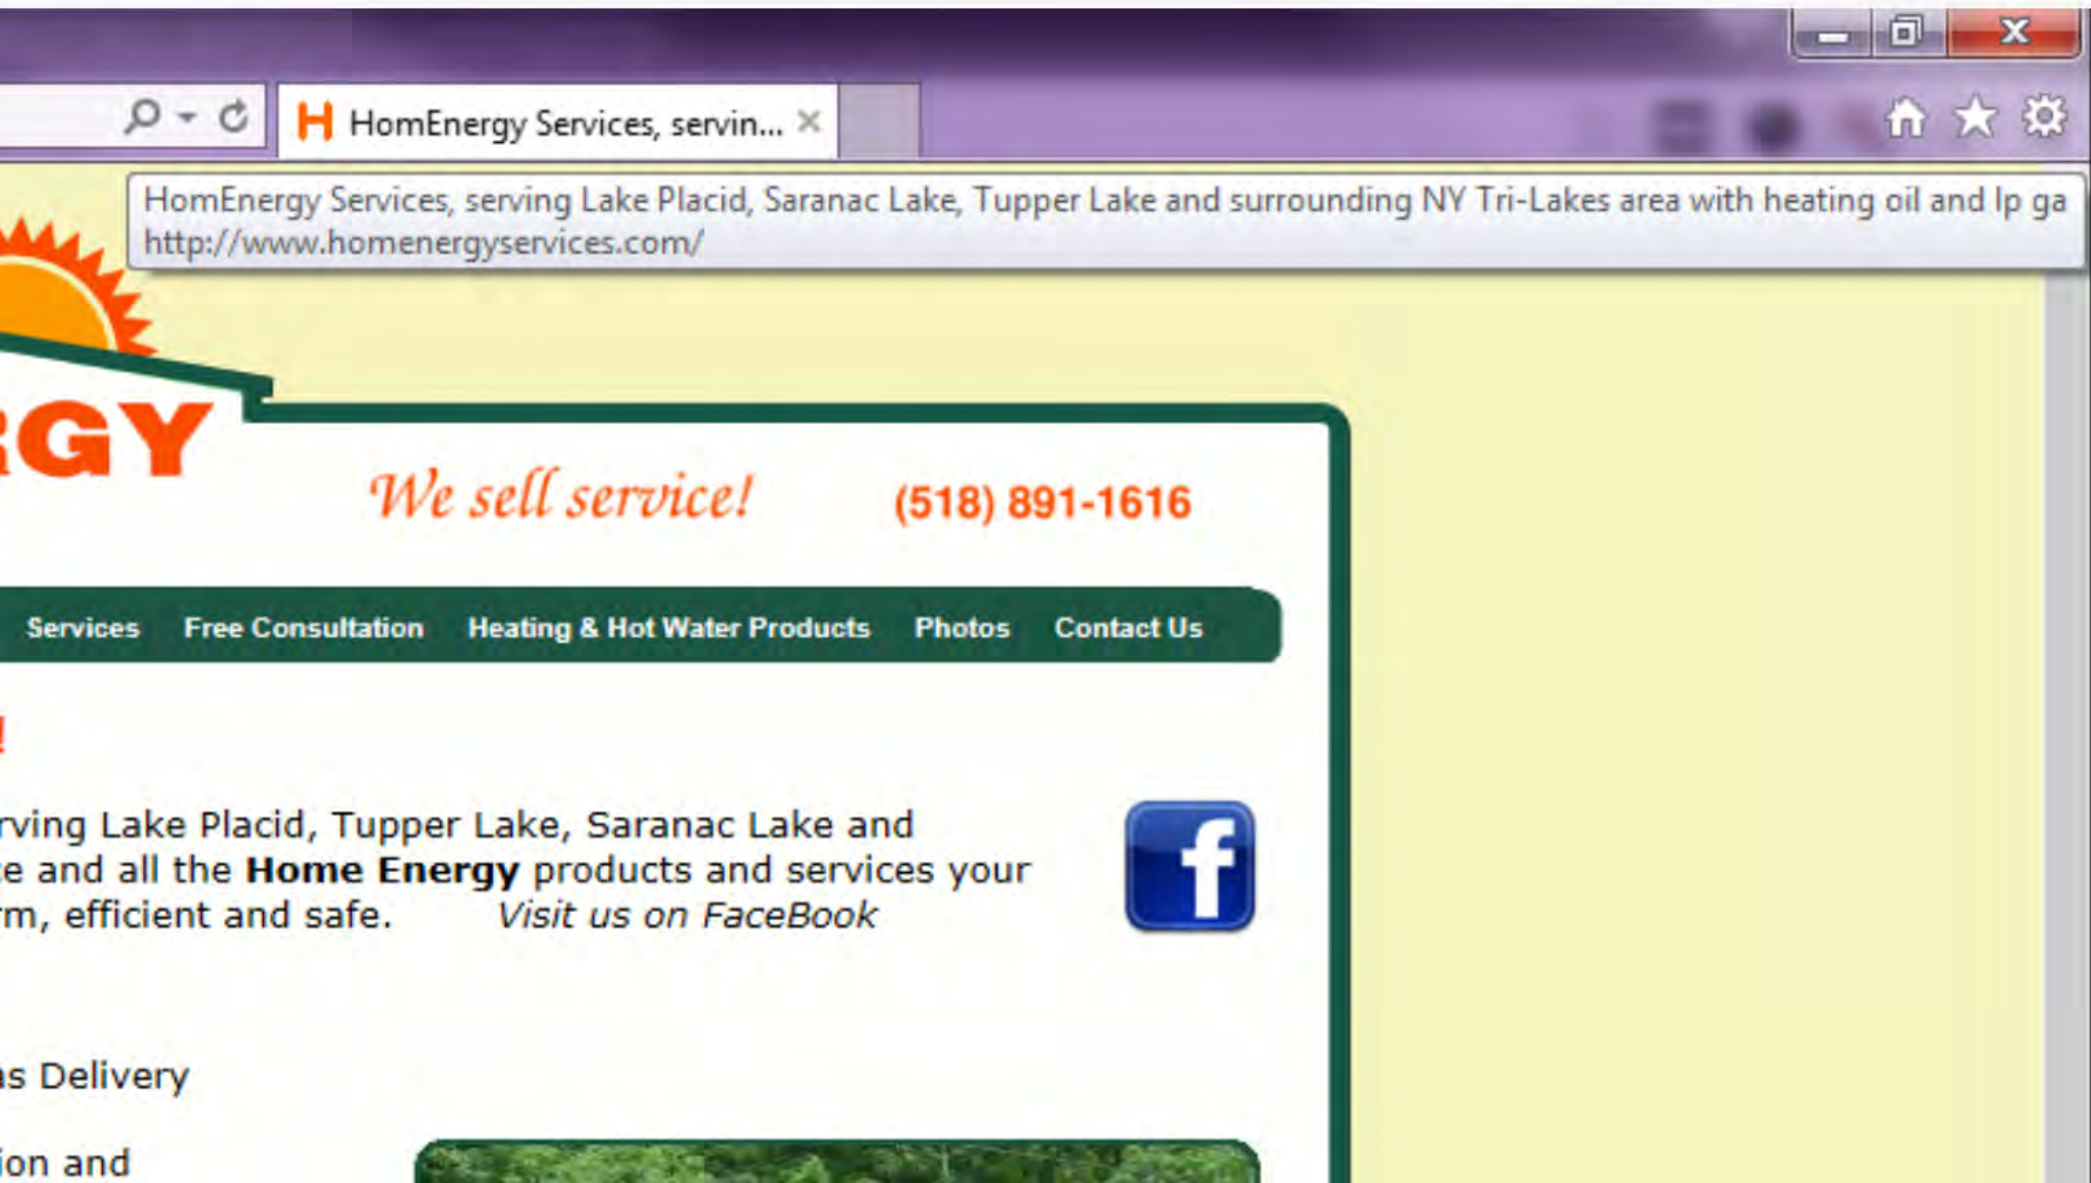 HomEnergy Services, servin...
HomEnergy Services, serving Lake Placid, Saranac Lake, Tupper Lake and surrounding NY Tri-Lakes area with heating oil and lp ga
http://www.homenergyservices.com/
RGY
We sell service!
(518) 891-1616
Services Free Consultation Heating & Hot Water Products Photos Contact Us
!
rving Lake Placid, Tupper Lake, Saranac Lake and
e and all the Home Energy products and services your
rm, efficient and safe. Visit us on FaceBook
as Delivery
ion and